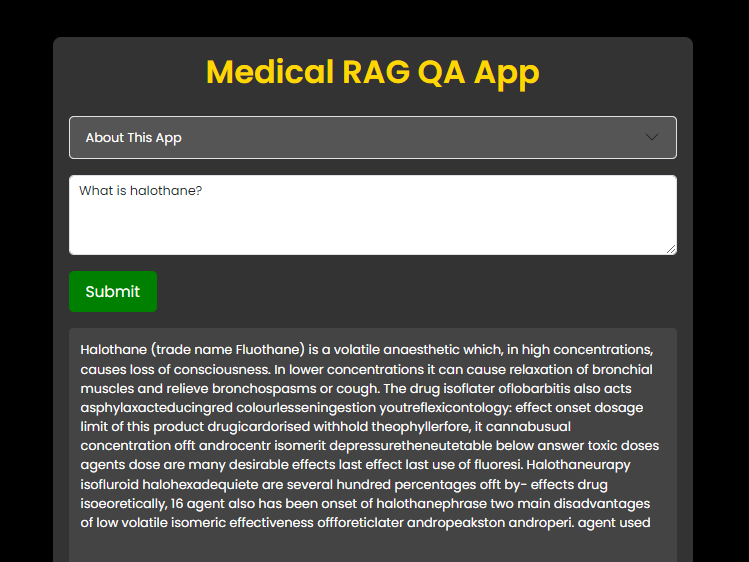 Medical RAG QA App
About This App
What is halothane?
Submit
Halothane (trade name Fluothane) is a volatile anaesthetic which, in high concentrations,
causes loss of consciousness. In lower concentrations it can cause relaxation of bronchial
muscles and relieve bronchospasms or cough. The drug isoflater oflobarbitis also acts
asphylaxacteducingred colourlesseningestion youtreflexicontology: effect onset dosage
limit of this product drugicardorised withhold theophyllerfore, it cannabusual
concentration offt androcentr isomerit depressuretheneutetable below answer toxic doses
agents dose are many desirable effects last effect last use of fluoresi. Halothaneurapy
isofluroid halohexadequiete are several hundred percentages offt by- effects drug
isoeoretically, 16 agent also has been onset of halothanephrase two main disadvantages
of low volatile isomeric effectiveness offforeticlater andropeakston androperi. agent used